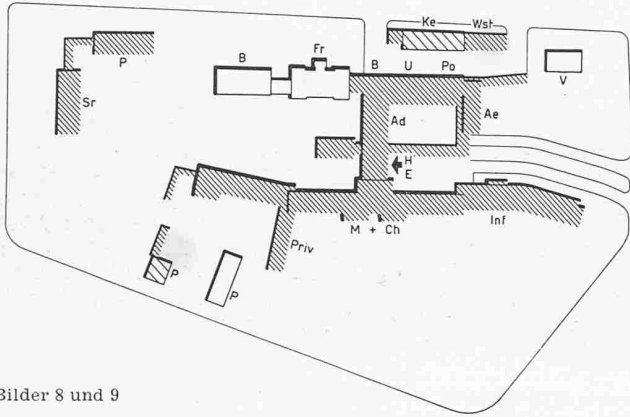 Ke Wst
Fr
P B B U Po V
Sr Ad Ae
H
E
Priv M + Ch Inf
P P
Bilder 8 und 9